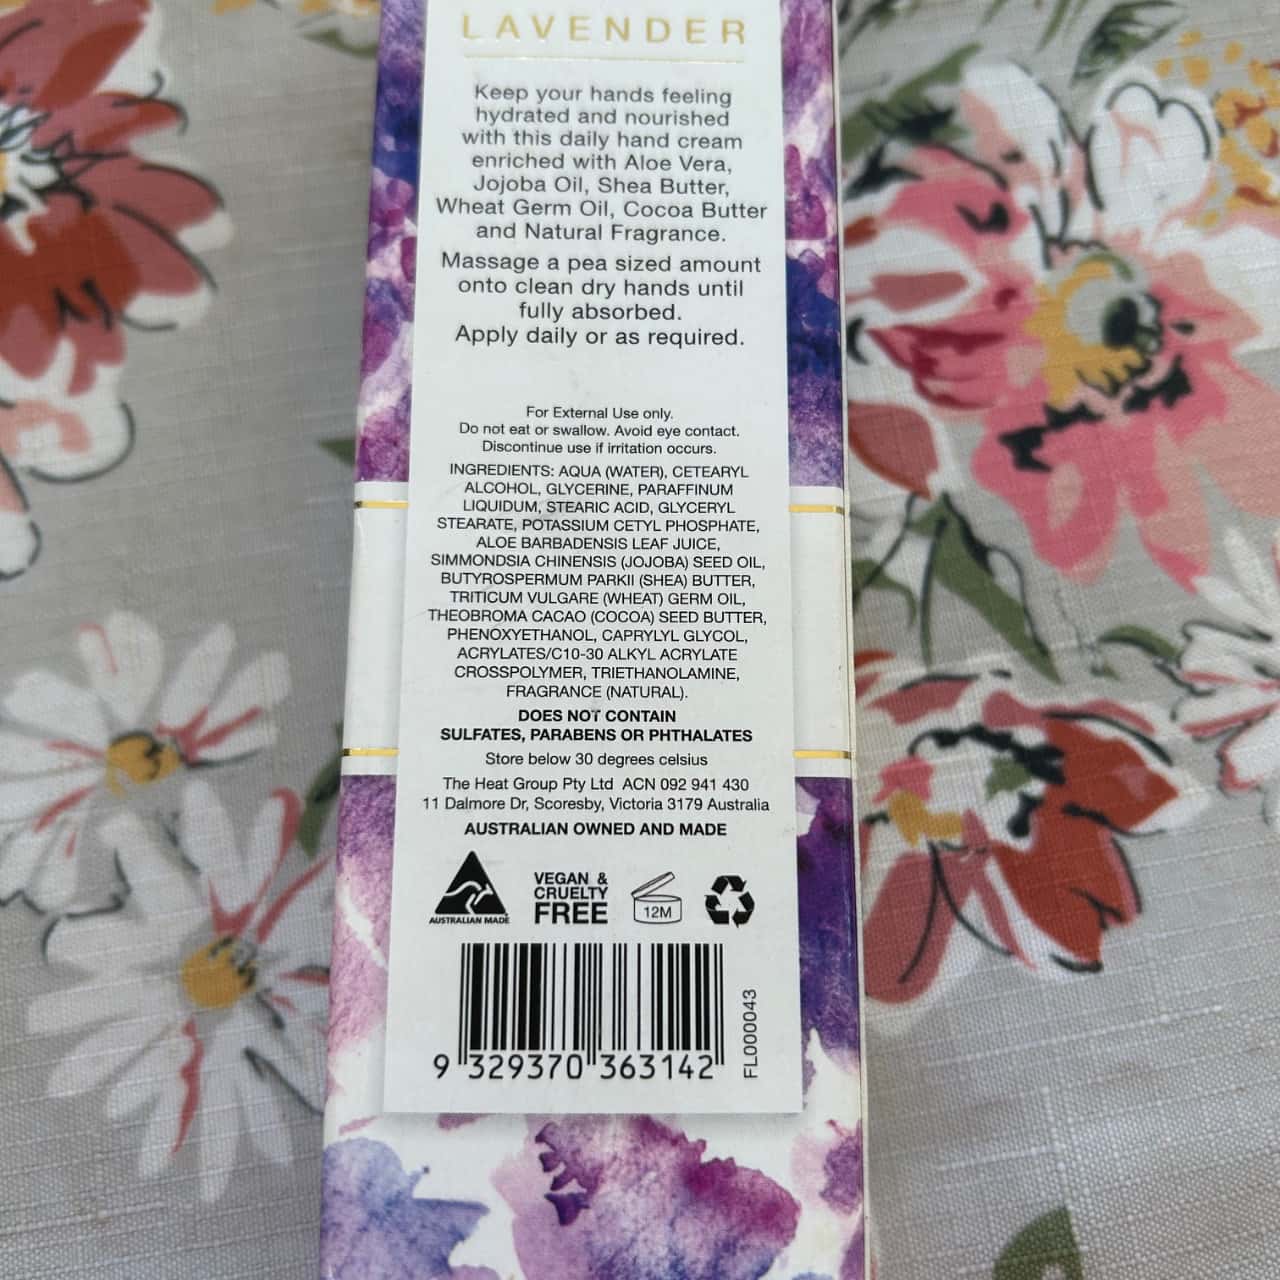 LAVENDER
Keep your hands feeling
hydrated and nourished
with this daily hand cream
enriched with Aloe Vera,
Jojoba Oil, Shea Butter,
Wheat Germ Oil, Cocoa Butter
and Natural Fragrance.
Massage a pea sized amount
onto clean dry hands until
fully absorbed.
Apply daily or as required.
For External Use only.
Do not eat or swallow. Avoid eye contact.
Discontinue use if irritation occurs.
INGREDIENTS: AQUA (WATER), CETEARYL
ALCOHOL, GLYCERINE, PARAFFINUM
LIQUIDUM, STEARIC ACID, GLYCERYL
STEARATE, POTASSIUM CETYL PHOSPHATE,
ALOE BARBADENSIS LEAF JUICE,
SIMMONDSIA CHINENSIS (JOJOBA) SEED OIL,
BUTYROSPERMUM PARKII (SHEA) BUTTER,
TRITICUM VULGARE (WHEAT) GERM OIL,
THEOBROMA CACAO (COCOA) SEED BUTTER,
PHENOXYETHANOL, CAPRYLYL GLYCOL,
ACRYLATES/C10-30 ALKYL ACRYLATE
CROSSPOLYMER, TRIETHANOLAMINE,
FRAGRANCE (NATURAL).
DOES NOT CONTAIN
SULFATES, PARABENS OR PHTHALATES
Store below 30 degrees celsius
The Heat Group Pty Ltd ACN 092 941 430
11 Dalmore Dr, Scoresby, Victoria 3179 Australia
AUSTRALIAN OWNED AND MADE
AUSTRALIAN MADE
VEGAN &
CRUELTY
FREE
12M
9 329370 363142
FL000043